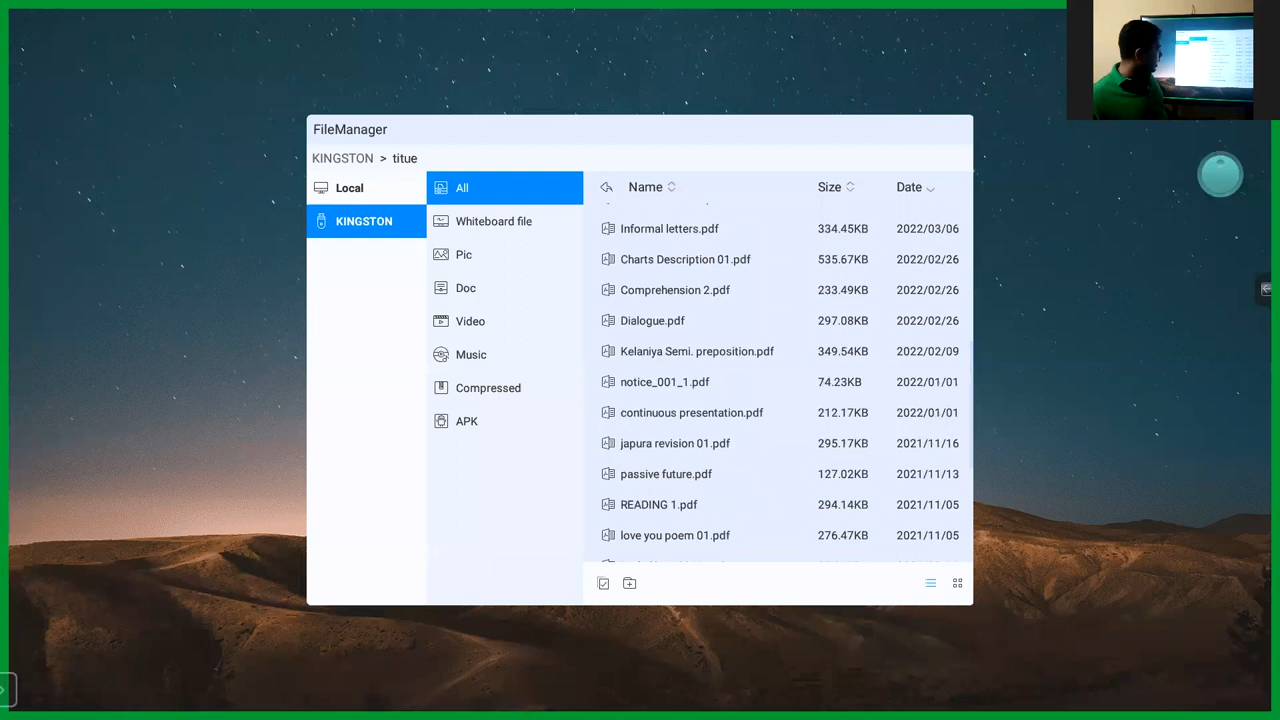 FileManager
KINGSTON > titue
Local
KINGSTON
All
Whiteboard file
Pic
Doc
Video
Music
Compressed
APK
Name Size Date
Informal letters.pdf 334.45KB 2022/03/06
Charts Description 01.pdf 535.67KB 2022/02/26
Comprehension 2.pdf 233.49KB 2022/02/26
Dialogue.pdf 297.08KB 2022/02/26
Kelaniya Semi. preposition.pdf 349.54KB 2022/02/09
notice_001_1.pdf 74.23KB 2022/01/01
continuous presentation.pdf 212.17KB 2022/01/01
japura revision 01.pdf 295.17KB 2021/11/16
passive future.pdf 127.02KB 2021/11/13
READING 1.pdf 294.14KB 2021/11/05
love you poem 01.pdf 276.47KB 2021/11/05